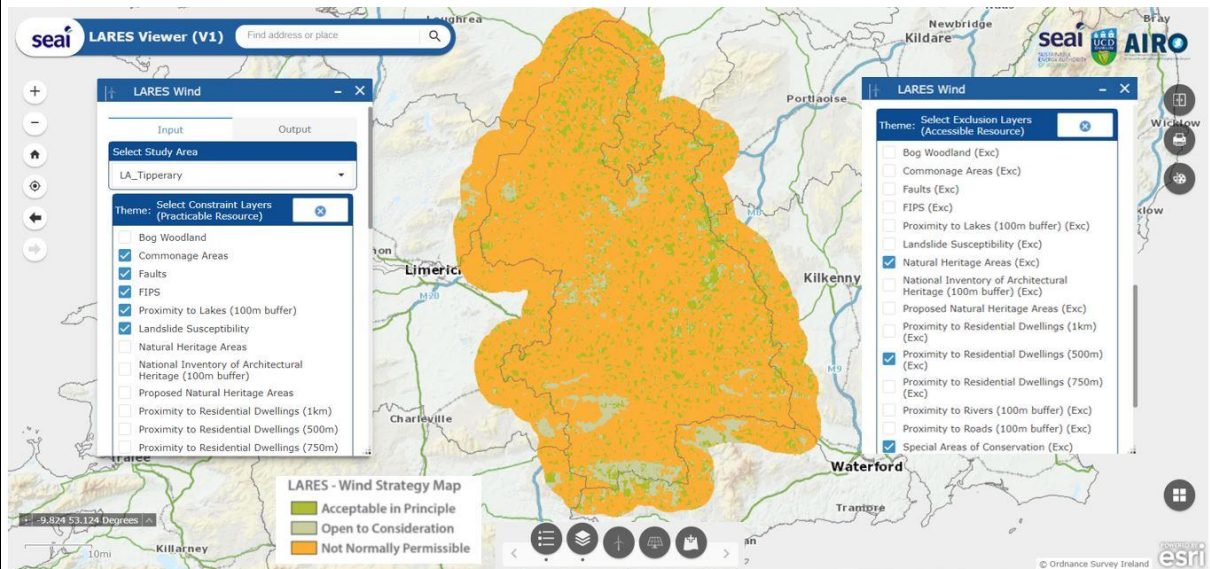 seai
LARES Viewer (V1)
Find address or place
Loughrea
Newbridge
Kildare
Bray
seai
SUSTAINABLE
ENERGY AUTHORITY
OF IRELAND
UCD
DUBLIN
AIRO
LARES Wind
Input
Output
Select Study Area
LA_Tipperary
Theme:
Select Constraint Layers
(Practicable Resource)
Bog Woodland
Commonage Areas
Faults
FIPS
Proximity to Lakes (100m buffer)
Landslide Susceptibility
Natural Heritage Areas
National Inventory of Architectural
Heritage (100m buffer)
Proposed Natural Heritage Areas
Proximity to Residential Dwellings (1km)
Proximity to Residential Dwellings (500m)
Proximity to Residential Dwellings (750m)
Portlaoise
M8
Limeric
M20
Kilkenny
M9
Charleville
Waterford
Tramore
Wicklow
klow
LARES Wind
Theme:
Select Exclusion Layers
(Accessible Resource)
Bog Woodland (Exc)
Commonage Areas (Exc)
Faults (Exc)
FIPS (Exc)
Proximity to Lakes (100m buffer) (Exc)
Landslide Susceptibility (Exc)
Natural Heritage Areas (Exc)
National Inventory of Architectural
Heritage (100m buffer) (Exc)
Proposed Natural Heritage Areas (Exc)
Proximity to Residential Dwellings (1km)
(Exc)
Proximity to Residential Dwellings (500m)
(Exc)
Proximity to Residential Dwellings (750m)
(Exc)
Proximity to Rivers (100m buffer) (Exc)
Proximity to Roads (100m buffer) (Exc)
Special Areas of Conservation (Exc)
Tralee
LARES - Wind Strategy Map
Acceptable in Principle
Open to Consideration
Not Normally Permissible
-9.824 53.124 Degrees
10mi
Killarney
POWERED BY
esri
© Ordnance Survey Ireland